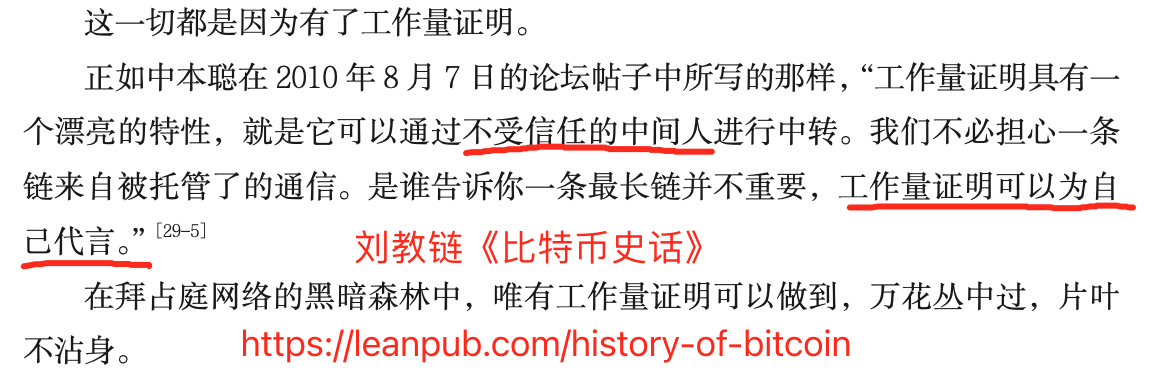 这一切都是因为有了工作量证明。
正如中本聪在 2010 年 8 月 7 日的论坛帖子中所写的那样，“工作量证明具有一
个漂亮的特性，就是它可以通过不受信任的中间人进行中转。我们不必担心一条
链来自被托管了的通信。是谁告诉你一条最长链并不重要，工作量证明可以为自
己代言。” [29-5]
刘教链《比特币史话》
在拜占庭网络的黑暗森林中，唯有工作量证明可以做到，万花丛中过，片叶
不沾身。
https://leanpub.com/history-of-bitcoin